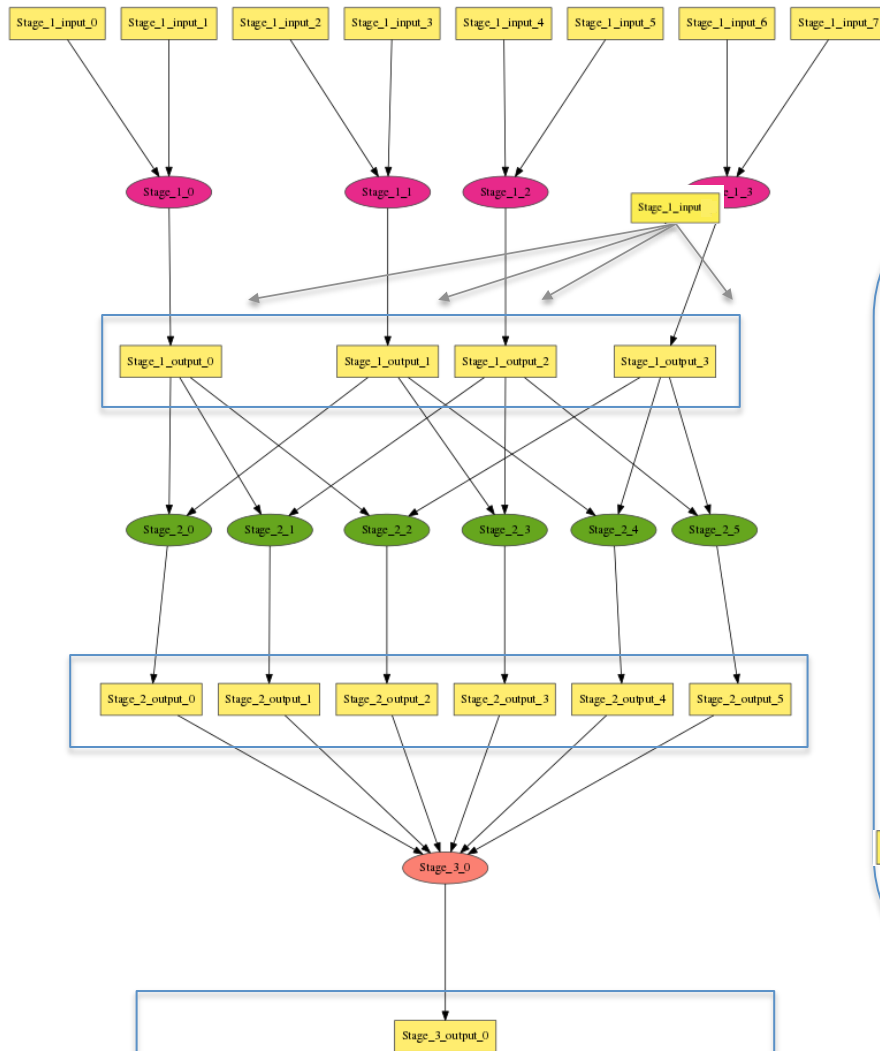 Stage_1_input_0
Stage_1_input_1
Stage_1_input_2
Stage_1_input_3
Stage_1_input_4
Stage_1_input_5
Stage_1_input_6
Stage_1_input_7
Stage_1_0
Stage_1_1
Stage_1_2
e_1_3
Stage_1_input
Stage_1_output_0
Stage_1_output_1
Stage_1_output_2
Stage_1_output_3
Stage_2_0
Stage_2_1
Stage_2_2
Stage_2_3
Stage_2_4
Stage_2_5
Stage_2_output_0
Stage_2_output_1
Stage_2_output_2
Stage_2_output_3
Stage_2_output_4
Stage_2_output_5
Stage_3_0
Stage_3_output_0